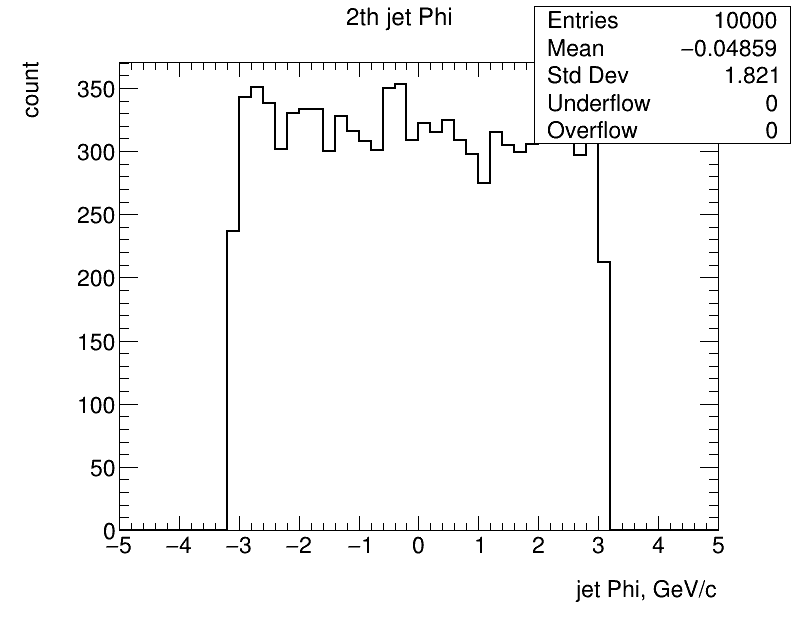 2th jet Phi
Entries 10000
Mean −0.04859
Std Dev 1.821
Underflow 0
Overflow 0
count
350
300
250
200
150
100
50
0
−5 −4 −3 −2 −1 0 1 2 3 4 5
jet Phi, GeV/c